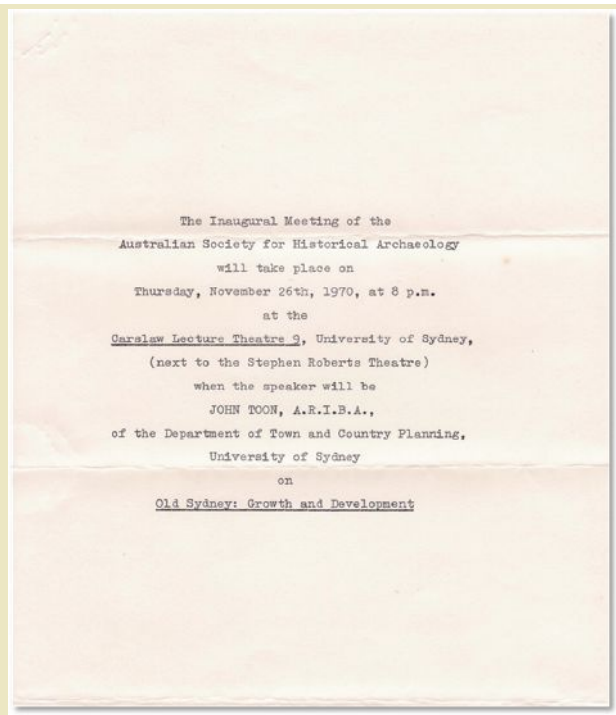 The Inaugural Meeting of the
Australian Society for Historical Archaeology
will take place on
Thursday, November 26th, 1970, at 8 p.m.
at the
Carslaw Lecture Theatre 9, University of Sydney,
(next to the Stephen Roberts Theatre)
when the speaker will be
JOHN TOON, A.R.I.B.A.,
of the Department of Town and Country Planning,
University of Sydney
on
Old Sydney: Growth and Development